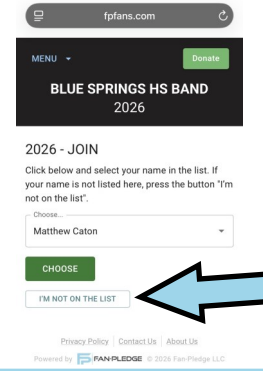 fpfans.com
MENU
Donate
BLUE SPRINGS HS BAND
2026
2026 - JOIN
Click below and select your name in the list. If
your name is not listed here, press the button "I'm
not on the list".
Choose...
Matthew Caton
CHOOSE
I'M NOT ON THE LIST
Privacy Policy | Contact Us | About Us
Powered by FAN-PLEDGE © 2026 Fan-Pledge LLC